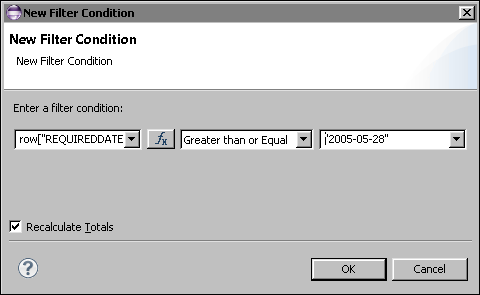 New Filter Condition
New Filter Condition
New Filter Condition
Enter a filter condition:
row["REQUIREDDATE fx Greater than or Equal "2005-05-28"
Recalculate Totals
? OK Cancel